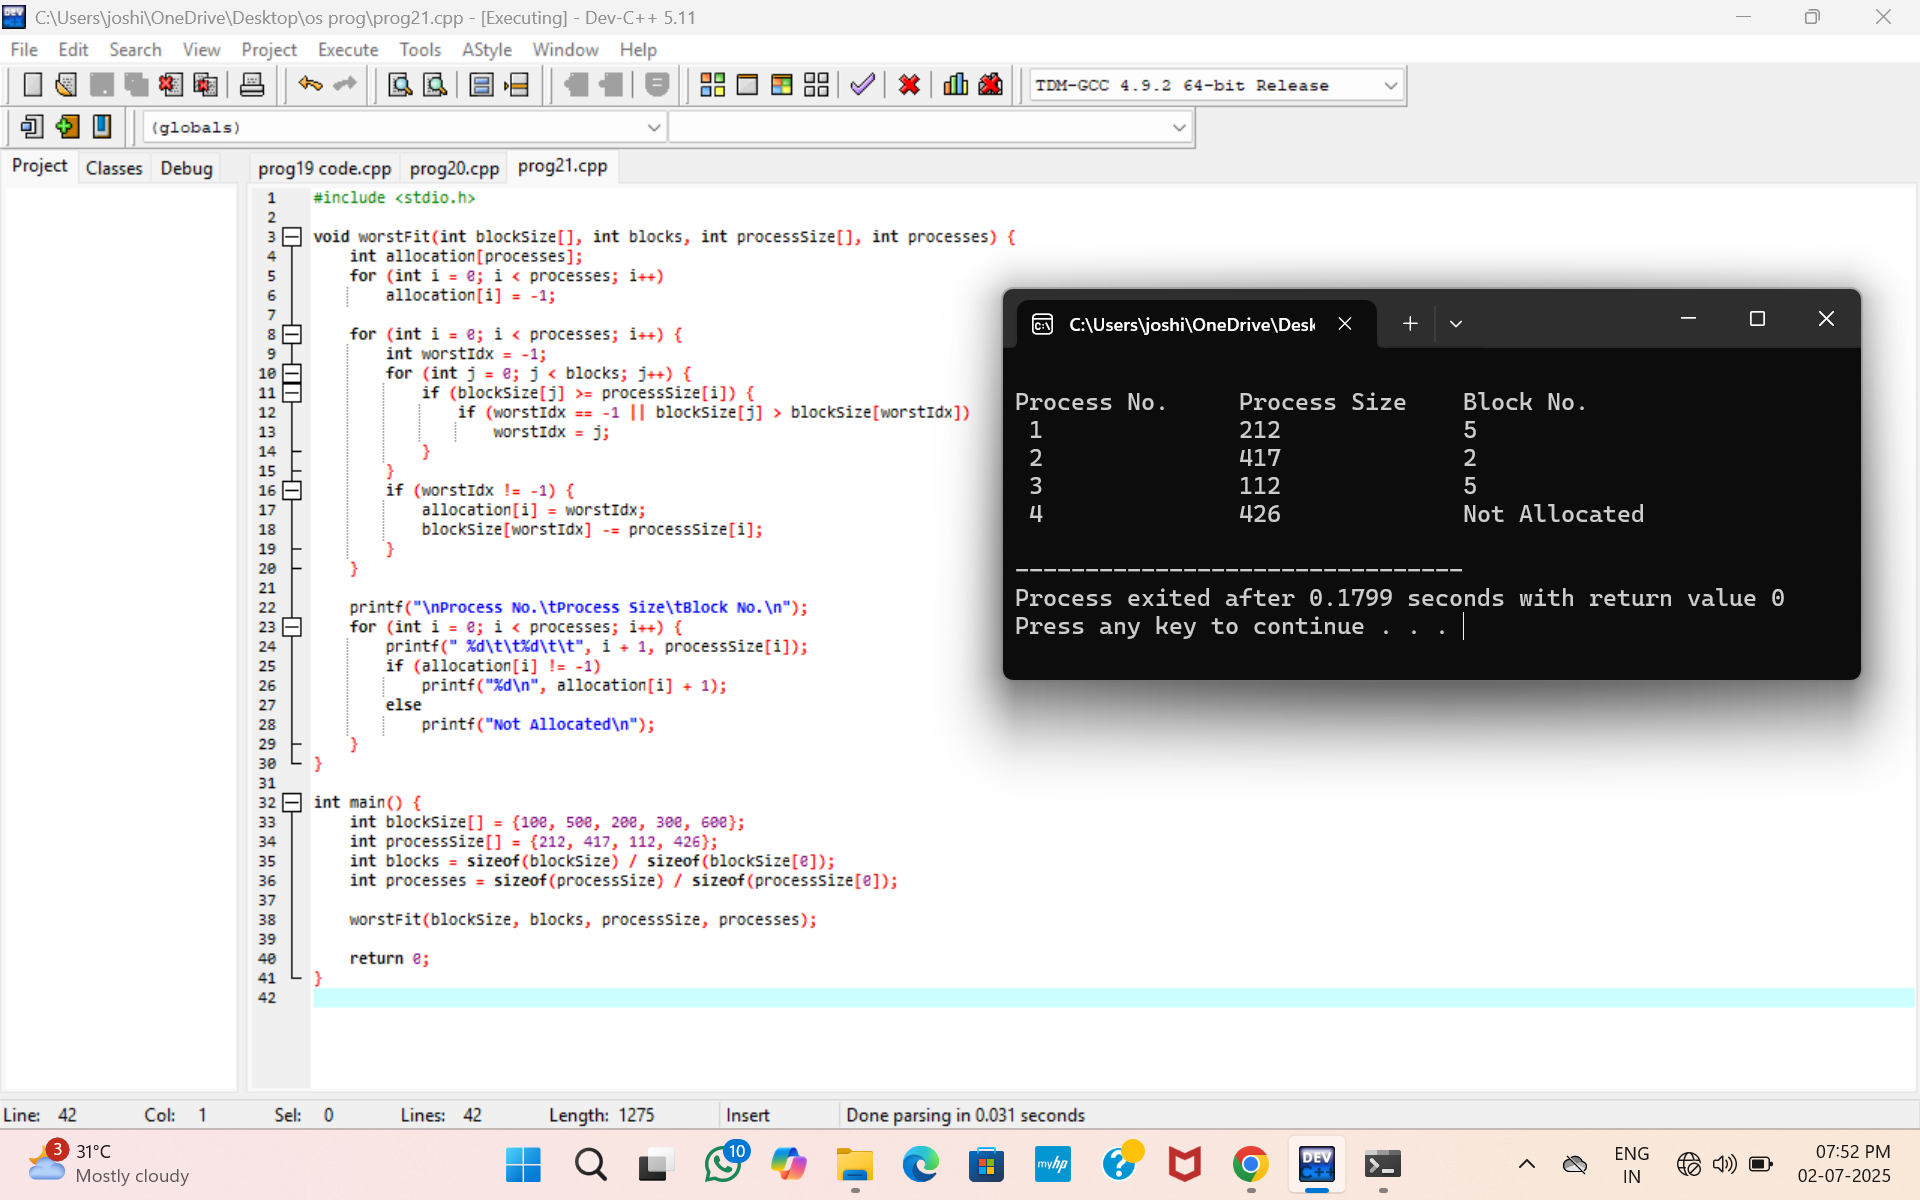 C:\Users\joshi\OneDrive\Desktop\os prog\prog21.cpp - [Executing] - Dev-C++ 5.11
File Edit Search View Project Execute Tools AStyle Window Help
TDM-GCC 4.9.2 64-bit Release
(globals)
Project Classes Debug prog19 code.cpp prog20.cpp prog21.cpp
1 #include <stdio.h>
2
3 void worstFit(int blockSize[], int blocks, int processSize[], int processes) {
4 int allocation[processes];
5 for (int i = 0; i < processes; i++)
6 allocation[i] = -1;
7
8 for (int i = 0; i < processes; i++) {
9 int worstIdx = -1;
10 for (int j = 0; j < blocks; j++) {
11 if (blockSize[j] >= processSize[i]) {
12 if (worstIdx == -1 || blockSize[j] > blockSize[worstIdx])
13 worstIdx = j;
14 }
15 }
16 if (worstIdx != -1) {
17 allocation[i] = worstIdx;
18 blockSize[worstIdx] -= processSize[i];
19 }
20 }
21
22 printf("\nProcess No.\tProcess Size\tBlock No.\n");
23 for (int i = 0; i < processes; i++) {
24 printf(" %d\t\t%d\t\t", i + 1, processSize[i]);
25 if (allocation[i] != -1)
26 printf("%d\n", allocation[i] + 1);
27 else
28 printf("Not Allocated\n");
29 }
30 }
31
32 int main() {
33 int blockSize[] = {100, 500, 200, 300, 600};
34 int processSize[] = {212, 417, 112, 426};
35 int blocks = sizeof(blockSize) / sizeof(blockSize[0]);
36 int processes = sizeof(processSize) / sizeof(processSize[0]);
37
38 worstFit(blockSize, blocks, processSize, processes);
39
40 return 0;
41 }
42
C:\Users\joshi\OneDrive\Desk
Process No. Process Size Block No.
1 212 5
2 417 2
3 112 5
4 426 Not Allocated
--------------------------------
Process exited after 0.1799 seconds with return value 0
Press any key to continue . . .
Line: 42 Col: 1 Sel: 0 Lines: 42 Length: 1275 Insert Done parsing in 0.031 seconds
3
31°C
Mostly cloudy
10
myhp
DEV
C++
ENG
IN
07:52 PM
02-07-2025